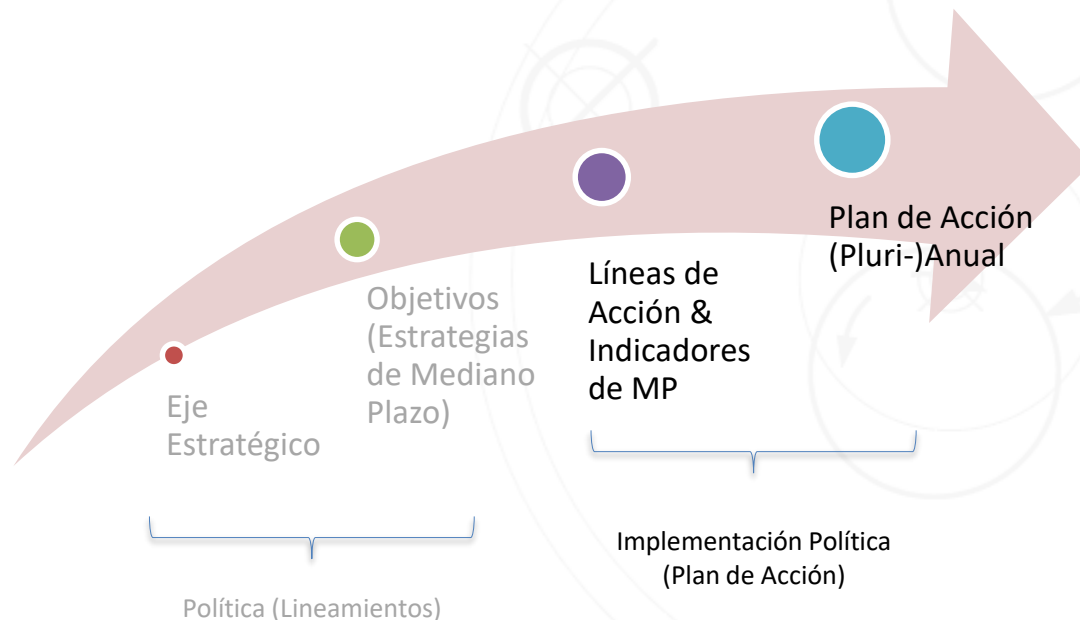 Eje
Estratégico
Objetivos
(Estrategias
de Mediano
Plazo)
Líneas de
Acción &
Indicadores
de MP
Plan de Acción
(Pluri-)Anual
Política (Lineamientos)
Implementación Política
(Plan de Acción)